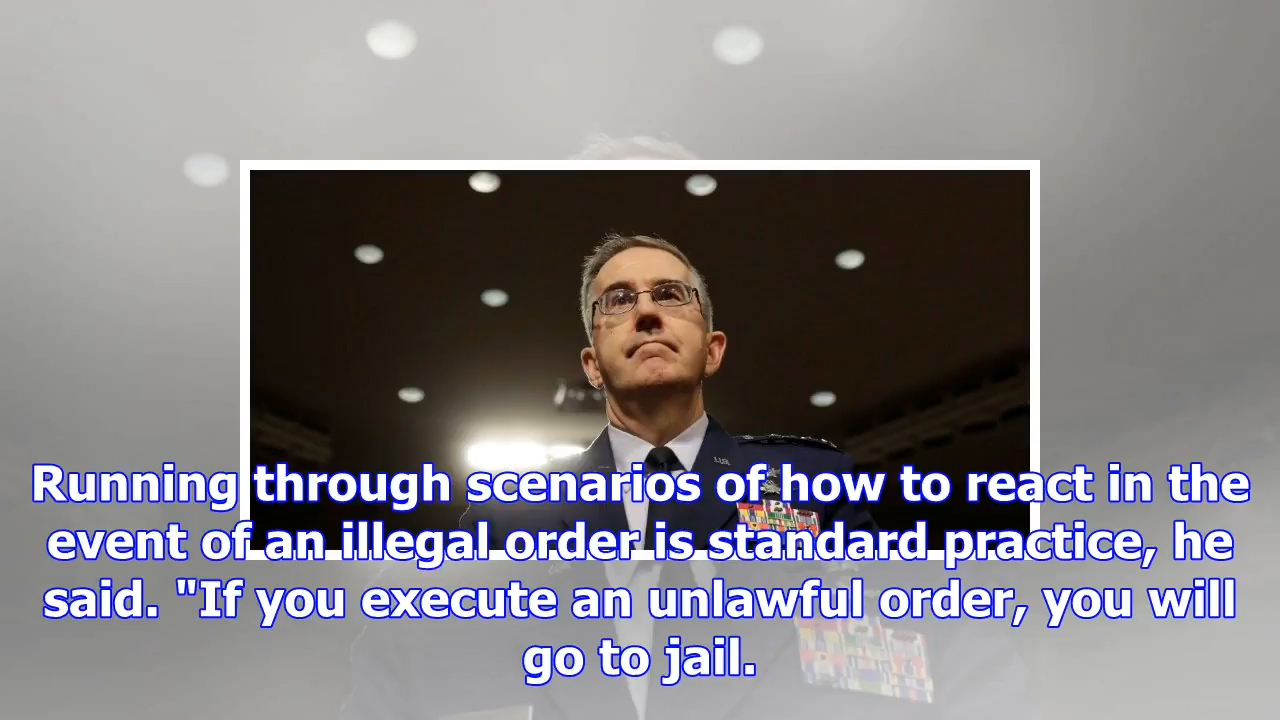 Running through scenarios of how to react in the
event of an illegal order is standard practice, he
said. "If you execute an unlawful order, you will
go to jail.